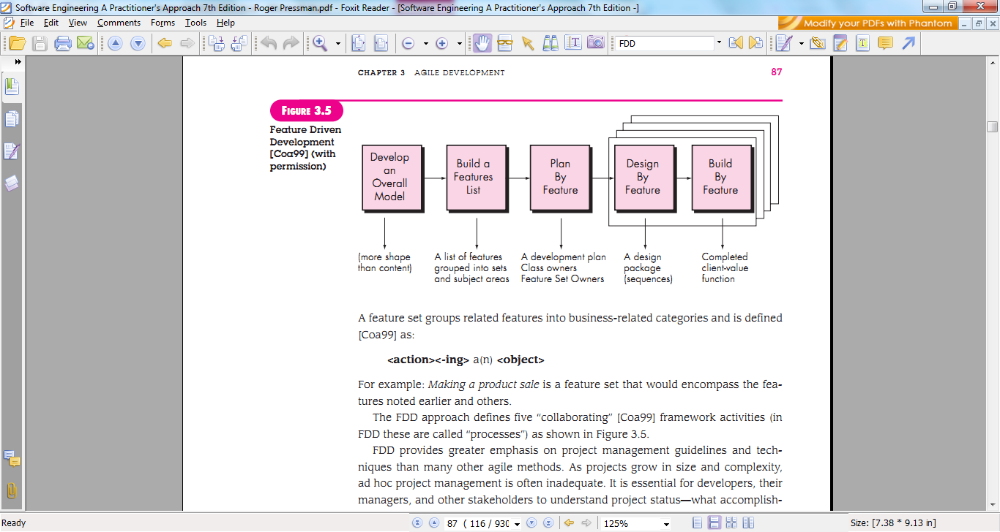 Software Engineering A Practitioner's Approach 7th Edition - Roger Pressman.pdf - Foxit Reader - [Software Engineering A Practitioner's Approach 7th Edition -]
File Edit View Comments Forms Tools Help
Modify your PDFs with Phantom
FDD
CHAPTER 3 AGILE DEVELOPMENT 87
FIGURE 3.5
Feature Driven
Development
[Coa99] (with
permission)
Develop
an
Overall
Model
Build a
Features
List
Plan
By
Feature
Design
By
Feature
Build
By
Feature
(more shape
than content)
A list of features
grouped into sets
and subject areas
A development plan
Class owners
Feature Set Owners
A design
package
(sequences)
Completed
client-value
function
A feature set groups related features into business-related categories and is defined
[Coa99] as:
<action><-ing> a(n) <object>
For example: Making a product sale is a feature set that would encompass the fea-
tures noted earlier and others.
The FDD approach defines five “collaborating” [Coa99] framework activities (in
FDD these are called “processes”) as shown in Figure 3.5.
FDD provides greater emphasis on project management guidelines and tech-
niques than many other agile methods. As projects grow in size and complexity,
ad hoc project management is often inadequate. It is essential for developers, their
managers, and other stakeholders to understand project status—what accomplish-
Ready
87 ( 116 / 930
125%
Size: [7.38 * 9.13 in]